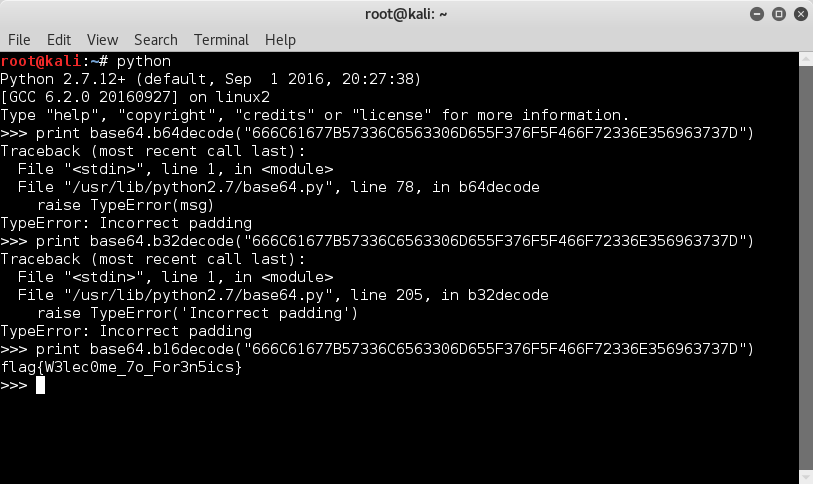 root@kali: ~
File Edit View Search Terminal Help
root@kali:~# python
Python 2.7.12+ (default, Sep  1 2016, 20:27:38)
[GCC 6.2.0 20160927] on linux2
Type "help", "copyright", "credits" or "license" for more information.
>>> print base64.b64decode("666C61677B57336C6563306D655F376F5F466F72336E356963737D")
Traceback (most recent call last):
  File "<stdin>", line 1, in <module>
  File "/usr/lib/python2.7/base64.py", line 78, in b64decode
    raise TypeError(msg)
TypeError: Incorrect padding
>>> print base64.b32decode("666C61677B57336C6563306D655F376F5F466F72336E356963737D")
Traceback (most recent call last):
  File "<stdin>", line 1, in <module>
  File "/usr/lib/python2.7/base64.py", line 205, in b32decode
    raise TypeError('Incorrect padding')
TypeError: Incorrect padding
>>> print base64.b16decode("666C61677B57336C6563306D655F376F5F466F72336E356963737D")
flag{W3lec0me_7o_For3n5ics}
>>>